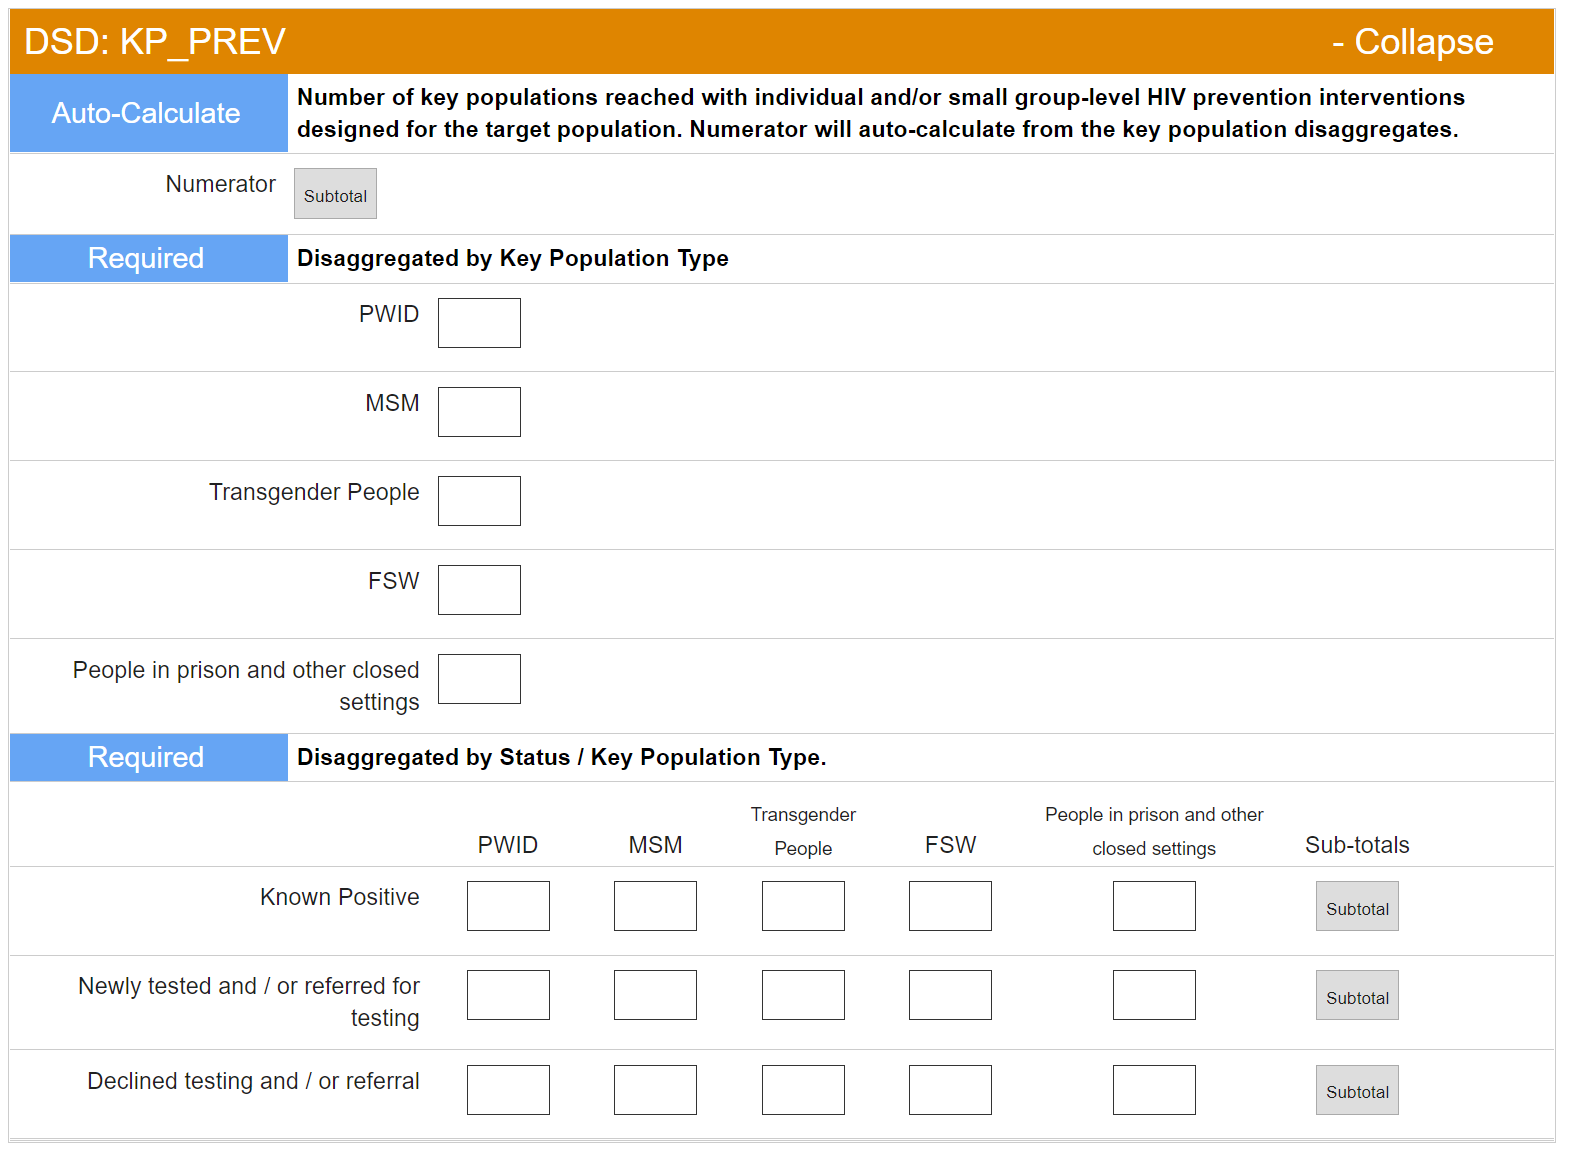 DSD: KP_PREV - Collapse
Auto-Calculate
Number of key populations reached with individual and/or small group-level HIV prevention interventions
designed for the target population. Numerator will auto-calculate from the key population disaggregates.
Numerator Subtotal
Required Disaggregated by Key Population Type
PWID
MSM
Transgender People
FSW
People in prison and other closed
settings
Required Disaggregated by Status / Key Population Type.
PWID MSM Transgender
People FSW People in prison and other
closed settings Sub-totals
Known Positive Subtotal
Newly tested and / or referred for
testing Subtotal
Declined testing and / or referral Subtotal